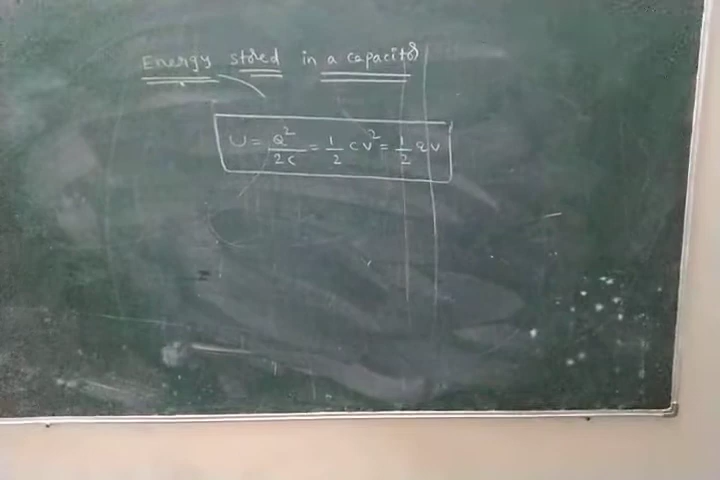 Energy stored in a capacitor
U = Q²/2C = 1/2 CV² = 1/2 QV